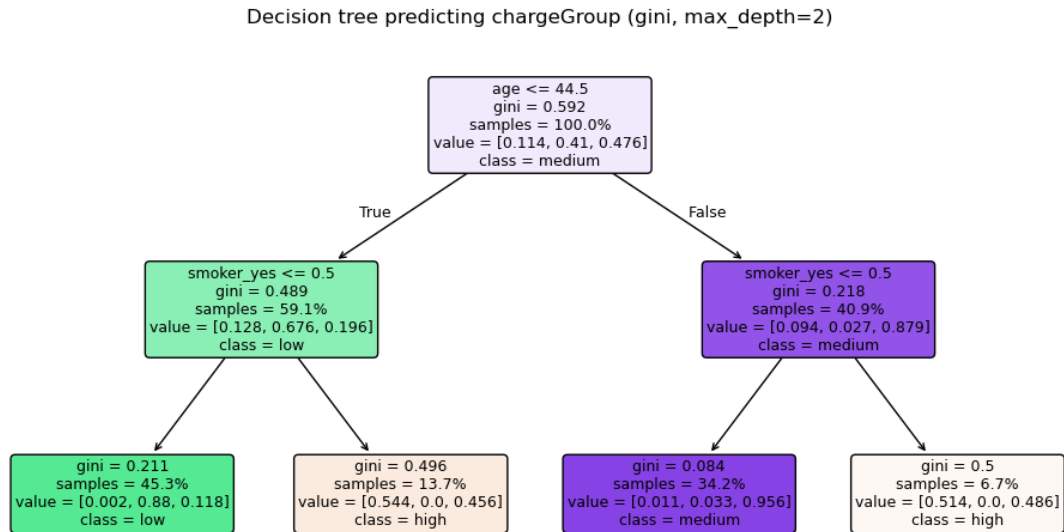 Decision tree predicting chargeGroup (gini, max_depth=2)
age <= 44.5
gini = 0.592
samples = 100.0%
value = [0.114, 0.41, 0.476]
class = medium
True
False
smoker_yes <= 0.5
gini = 0.489
samples = 59.1%
value = [0.128, 0.676, 0.196]
class = low
smoker_yes <= 0.5
gini = 0.218
samples = 40.9%
value = [0.094, 0.027, 0.879]
class = medium
gini = 0.211
samples = 45.3%
value = [0.002, 0.88, 0.118]
class = low
gini = 0.496
samples = 13.7%
value = [0.544, 0.0, 0.456]
class = high
gini = 0.084
samples = 34.2%
value = [0.011, 0.033, 0.956]
class = medium
gini = 0.5
samples = 6.7%
value = [0.514, 0.0, 0.486]
class = high